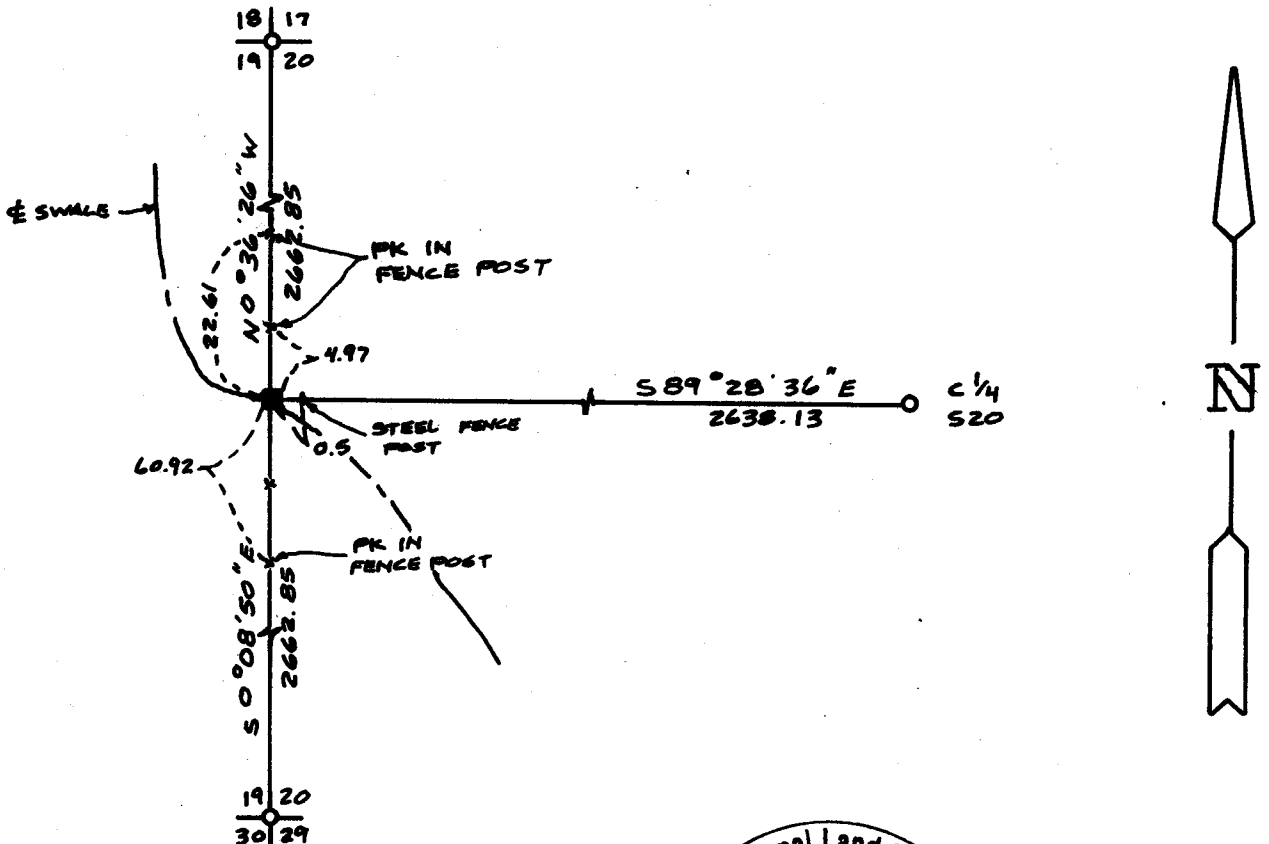 18 17
19 20
N 0°36'26" W
2662.85
℄ SWALE
22.61
PK IN
FENCE POST
4.97
S 89°28'36" E
2638.13
C 1/4
S20
N
STEEL FENCE
POST
0.5
60.92
PK IN
FENCE POST
S 0°08'50" E
2662.85
19 20
30 29
Land